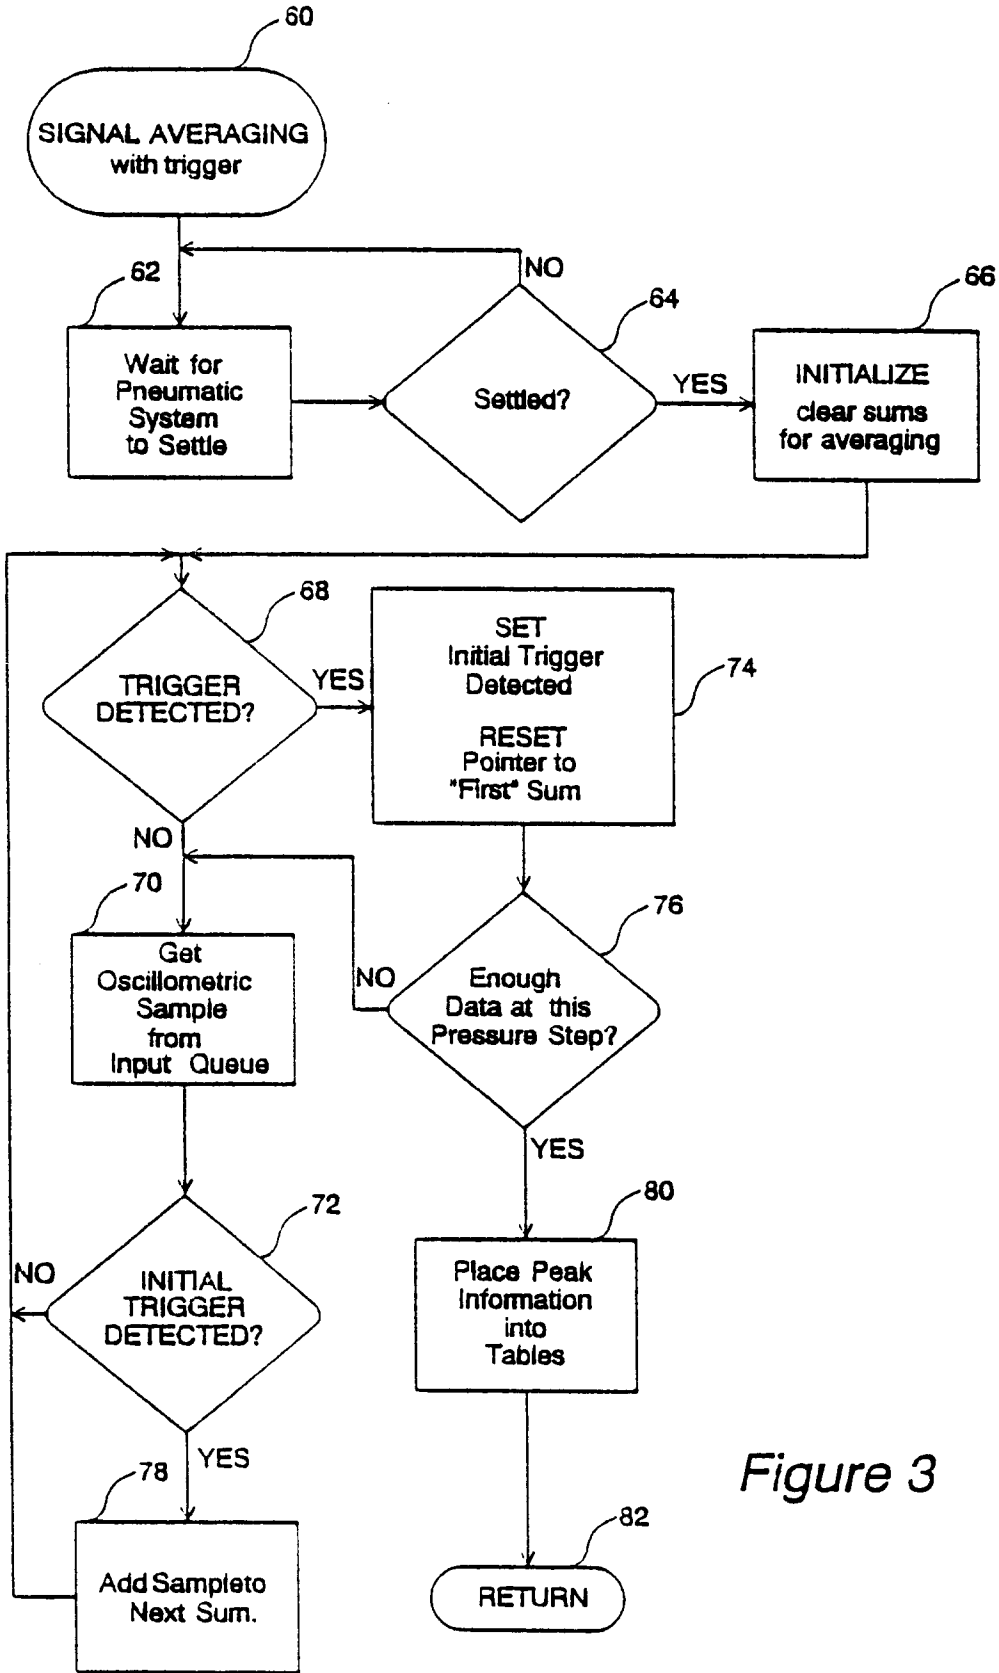 60
SIGNAL AVERAGING
with trigger
62
NO
64
66
Wait for
Pneumatic
System
to Settle
Settled?
YES
INITIALIZE
clear sums
for averaging
68
TRIGGER
DETECTED?
YES
SET
Initial Trigger
Detected
RESET
Pointer to
"First" Sum
74
NO
70
Get
Oscillometric
Sample
from
Input Queue
76
NO
Enough
Data at this
Pressure Step?
YES
72
NO
INITIAL
TRIGGER
DETECTED?
80
Place Peak
Information
into
Tables
YES
78
Add Sampleto
Next Sum.
82
RETURN
Figure 3